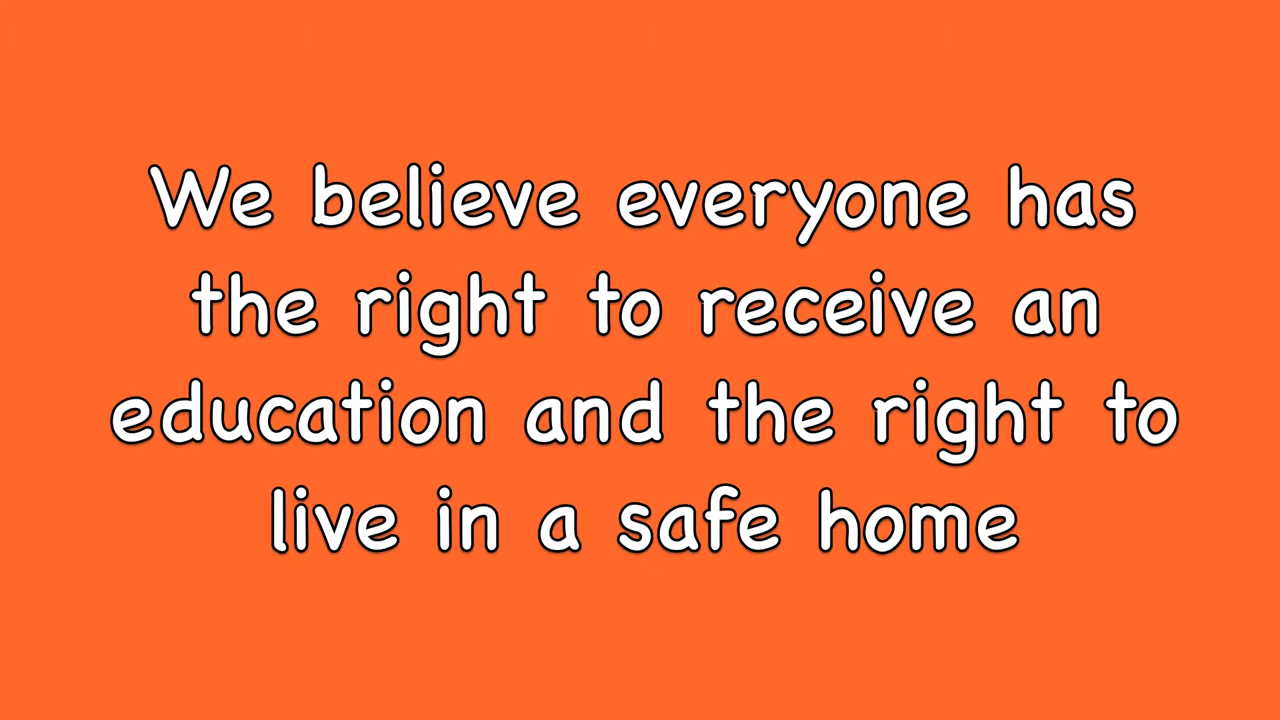 We believe everyone has
the right to receive an
education and the right to
live in a safe home